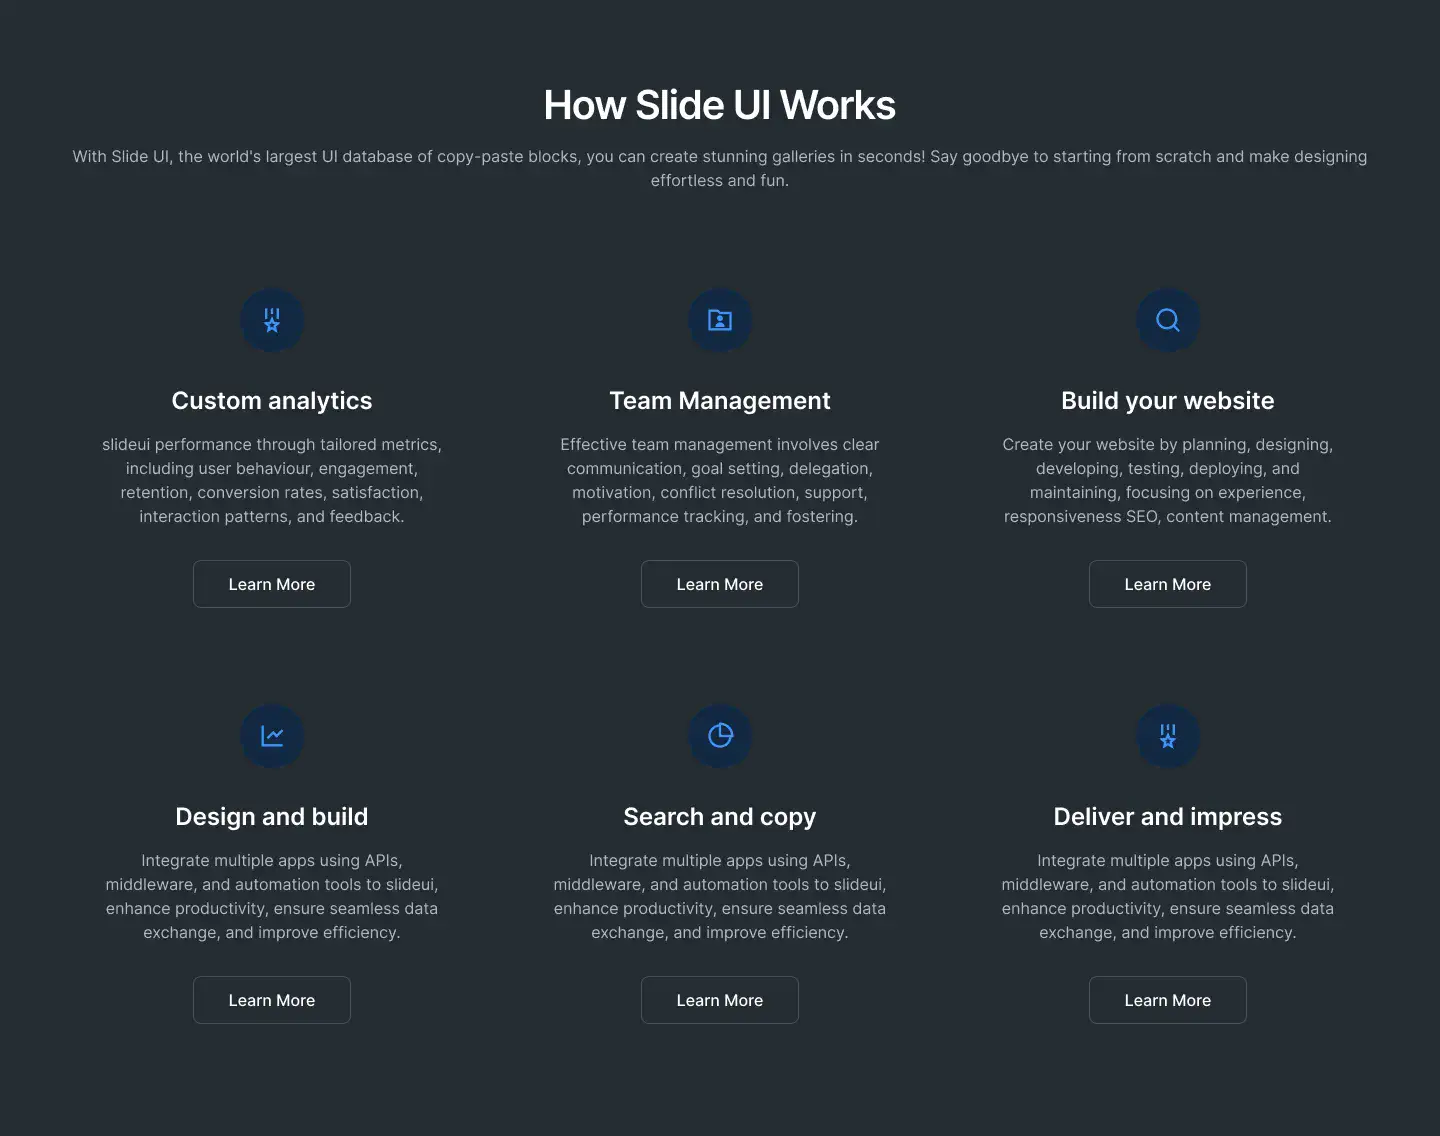 How Slide UI Works
With Slide UI, the world's largest UI database of copy-paste blocks, you can create stunning galleries in seconds! Say goodbye to starting from scratch and make designing
effortless and fun.
Custom analytics
slideui performance through tailored metrics,
including user behaviour, engagement,
retention, conversion rates, satisfaction,
interaction patterns, and feedback.
Learn More
Team Management
Effective team management involves clear
communication, goal setting, delegation,
motivation, conflict resolution, support,
performance tracking, and fostering.
Learn More
Build your website
Create your website by planning, designing,
developing, testing, deploying, and
maintaining, focusing on experience,
responsiveness SEO, content management.
Learn More
Design and build
Integrate multiple apps using APIs,
middleware, and automation tools to slideui,
enhance productivity, ensure seamless data
exchange, and improve efficiency.
Learn More
Search and copy
Integrate multiple apps using APIs,
middleware, and automation tools to slideui,
enhance productivity, ensure seamless data
exchange, and improve efficiency.
Learn More
Deliver and impress
Integrate multiple apps using APIs,
middleware, and automation tools to slideui,
enhance productivity, ensure seamless data
exchange, and improve efficiency.
Learn More